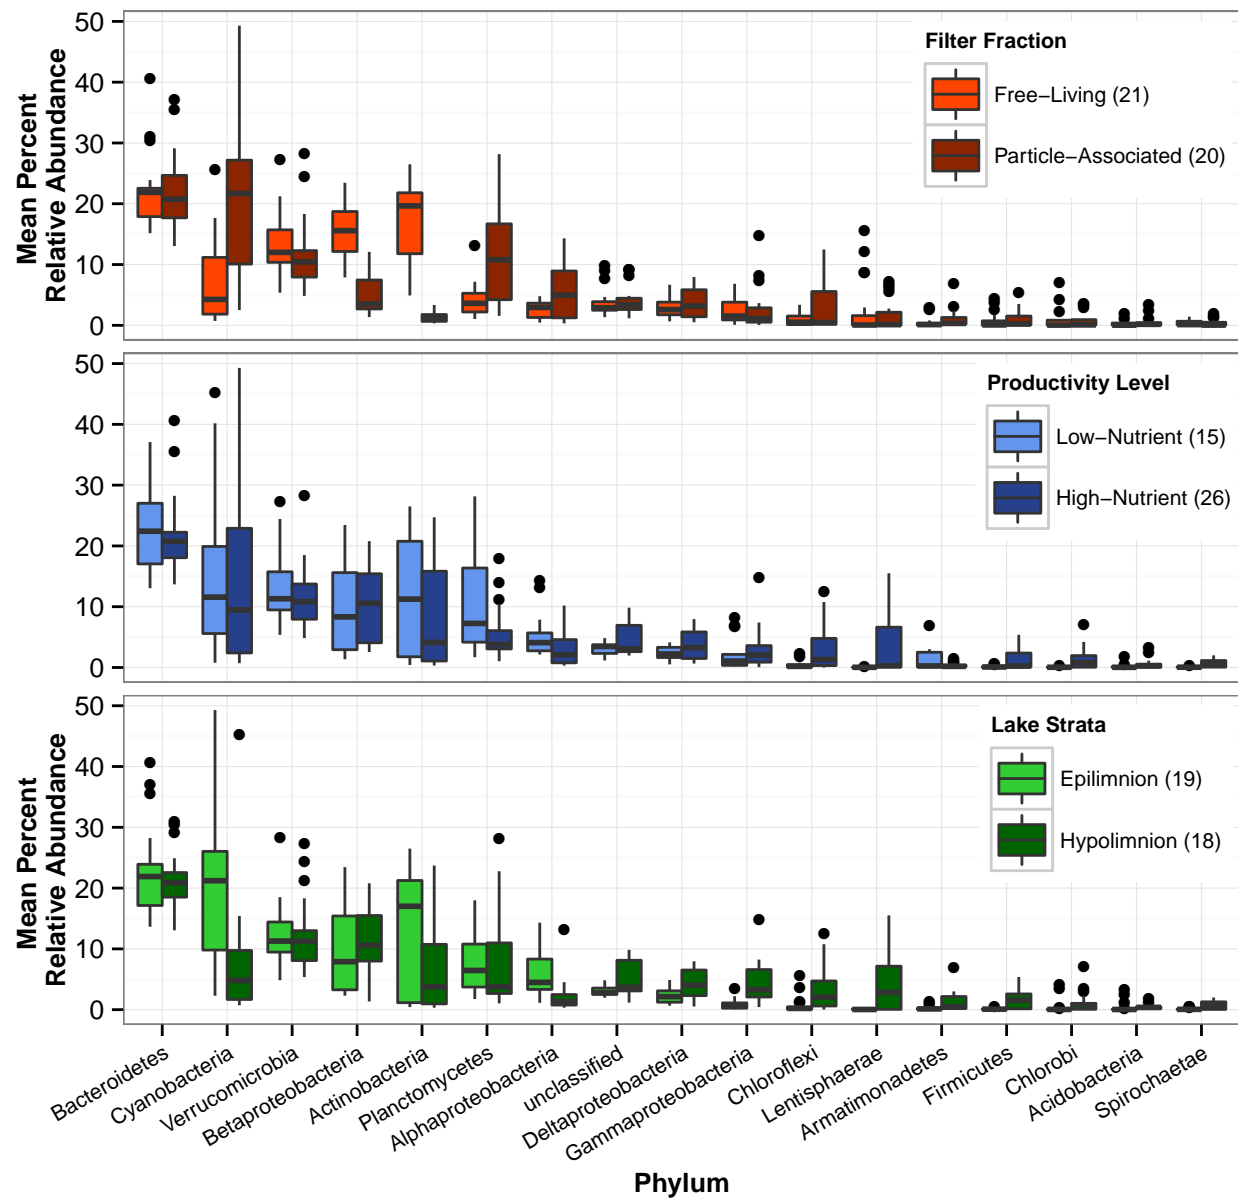 50
40
30
20
10
0
Mean Percent
Relative Abundance
Filter Fraction
Free−Living (21)
Particle−Associated (20)
50
40
30
20
10
0
Productivity Level
Low−Nutrient (15)
High−Nutrient (26)
50
40
30
20
10
0
Mean Percent
Relative Abundance
Lake Strata
Epilimnion (19)
Hypolimnion (18)
Bacteroidetes
Cyanobacteria
Verrucomicrobia
Betaproteobacteria
Actinobacteria
Planctomycetes
Alphaproteobacteria
unclassified
Deltaproteobacteria
Gammaproteobacteria
Chloroflexi
Lentisphaerae
Armatimonadetes
Firmicutes
Chlorobi
Acidobacteria
Spirochaetae
Phylum